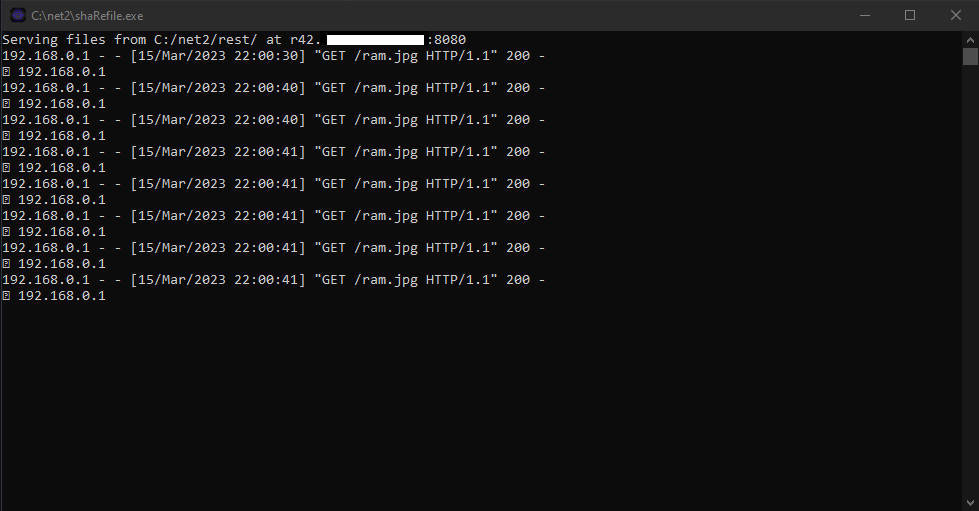 C:\net2\shaRefile.exe
Serving files from C:/net2/rest/ at r42. :8080
192.168.0.1 - - [15/Mar/2023 22:00:30] "GET /ram.jpg HTTP/1.1" 200 -
192.168.0.1
192.168.0.1 - - [15/Mar/2023 22:00:40] "GET /ram.jpg HTTP/1.1" 200 -
192.168.0.1
192.168.0.1 - - [15/Mar/2023 22:00:40] "GET /ram.jpg HTTP/1.1" 200 -
192.168.0.1
192.168.0.1 - - [15/Mar/2023 22:00:41] "GET /ram.jpg HTTP/1.1" 200 -
192.168.0.1
192.168.0.1 - - [15/Mar/2023 22:00:41] "GET /ram.jpg HTTP/1.1" 200 -
192.168.0.1
192.168.0.1 - - [15/Mar/2023 22:00:41] "GET /ram.jpg HTTP/1.1" 200 -
192.168.0.1
192.168.0.1 - - [15/Mar/2023 22:00:41] "GET /ram.jpg HTTP/1.1" 200 -
192.168.0.1
192.168.0.1 - - [15/Mar/2023 22:00:41] "GET /ram.jpg HTTP/1.1" 200 -
192.168.0.1